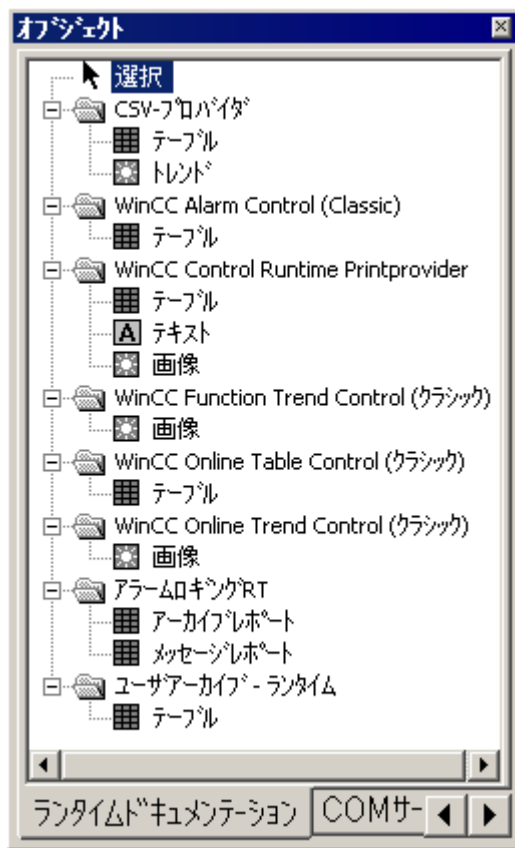 オブジェクト
選択
CSV-プロバイダ
テーブル
トレンド
WinCC Alarm Control (Classic)
テーブル
WinCC Control Runtime Printprovider
テーブル
A テキスト
画像
WinCC Function Trend Control (クラシック)
画像
WinCC Online Table Control (クラシック)
テーブル
WinCC Online Trend Control (クラシック)
画像
アラームロギングRT
アーカイブレポート
メッセージレポート
ユーザアーカイブ - ランタイム
テーブル
ランタイムドキュメンテーション COMサー